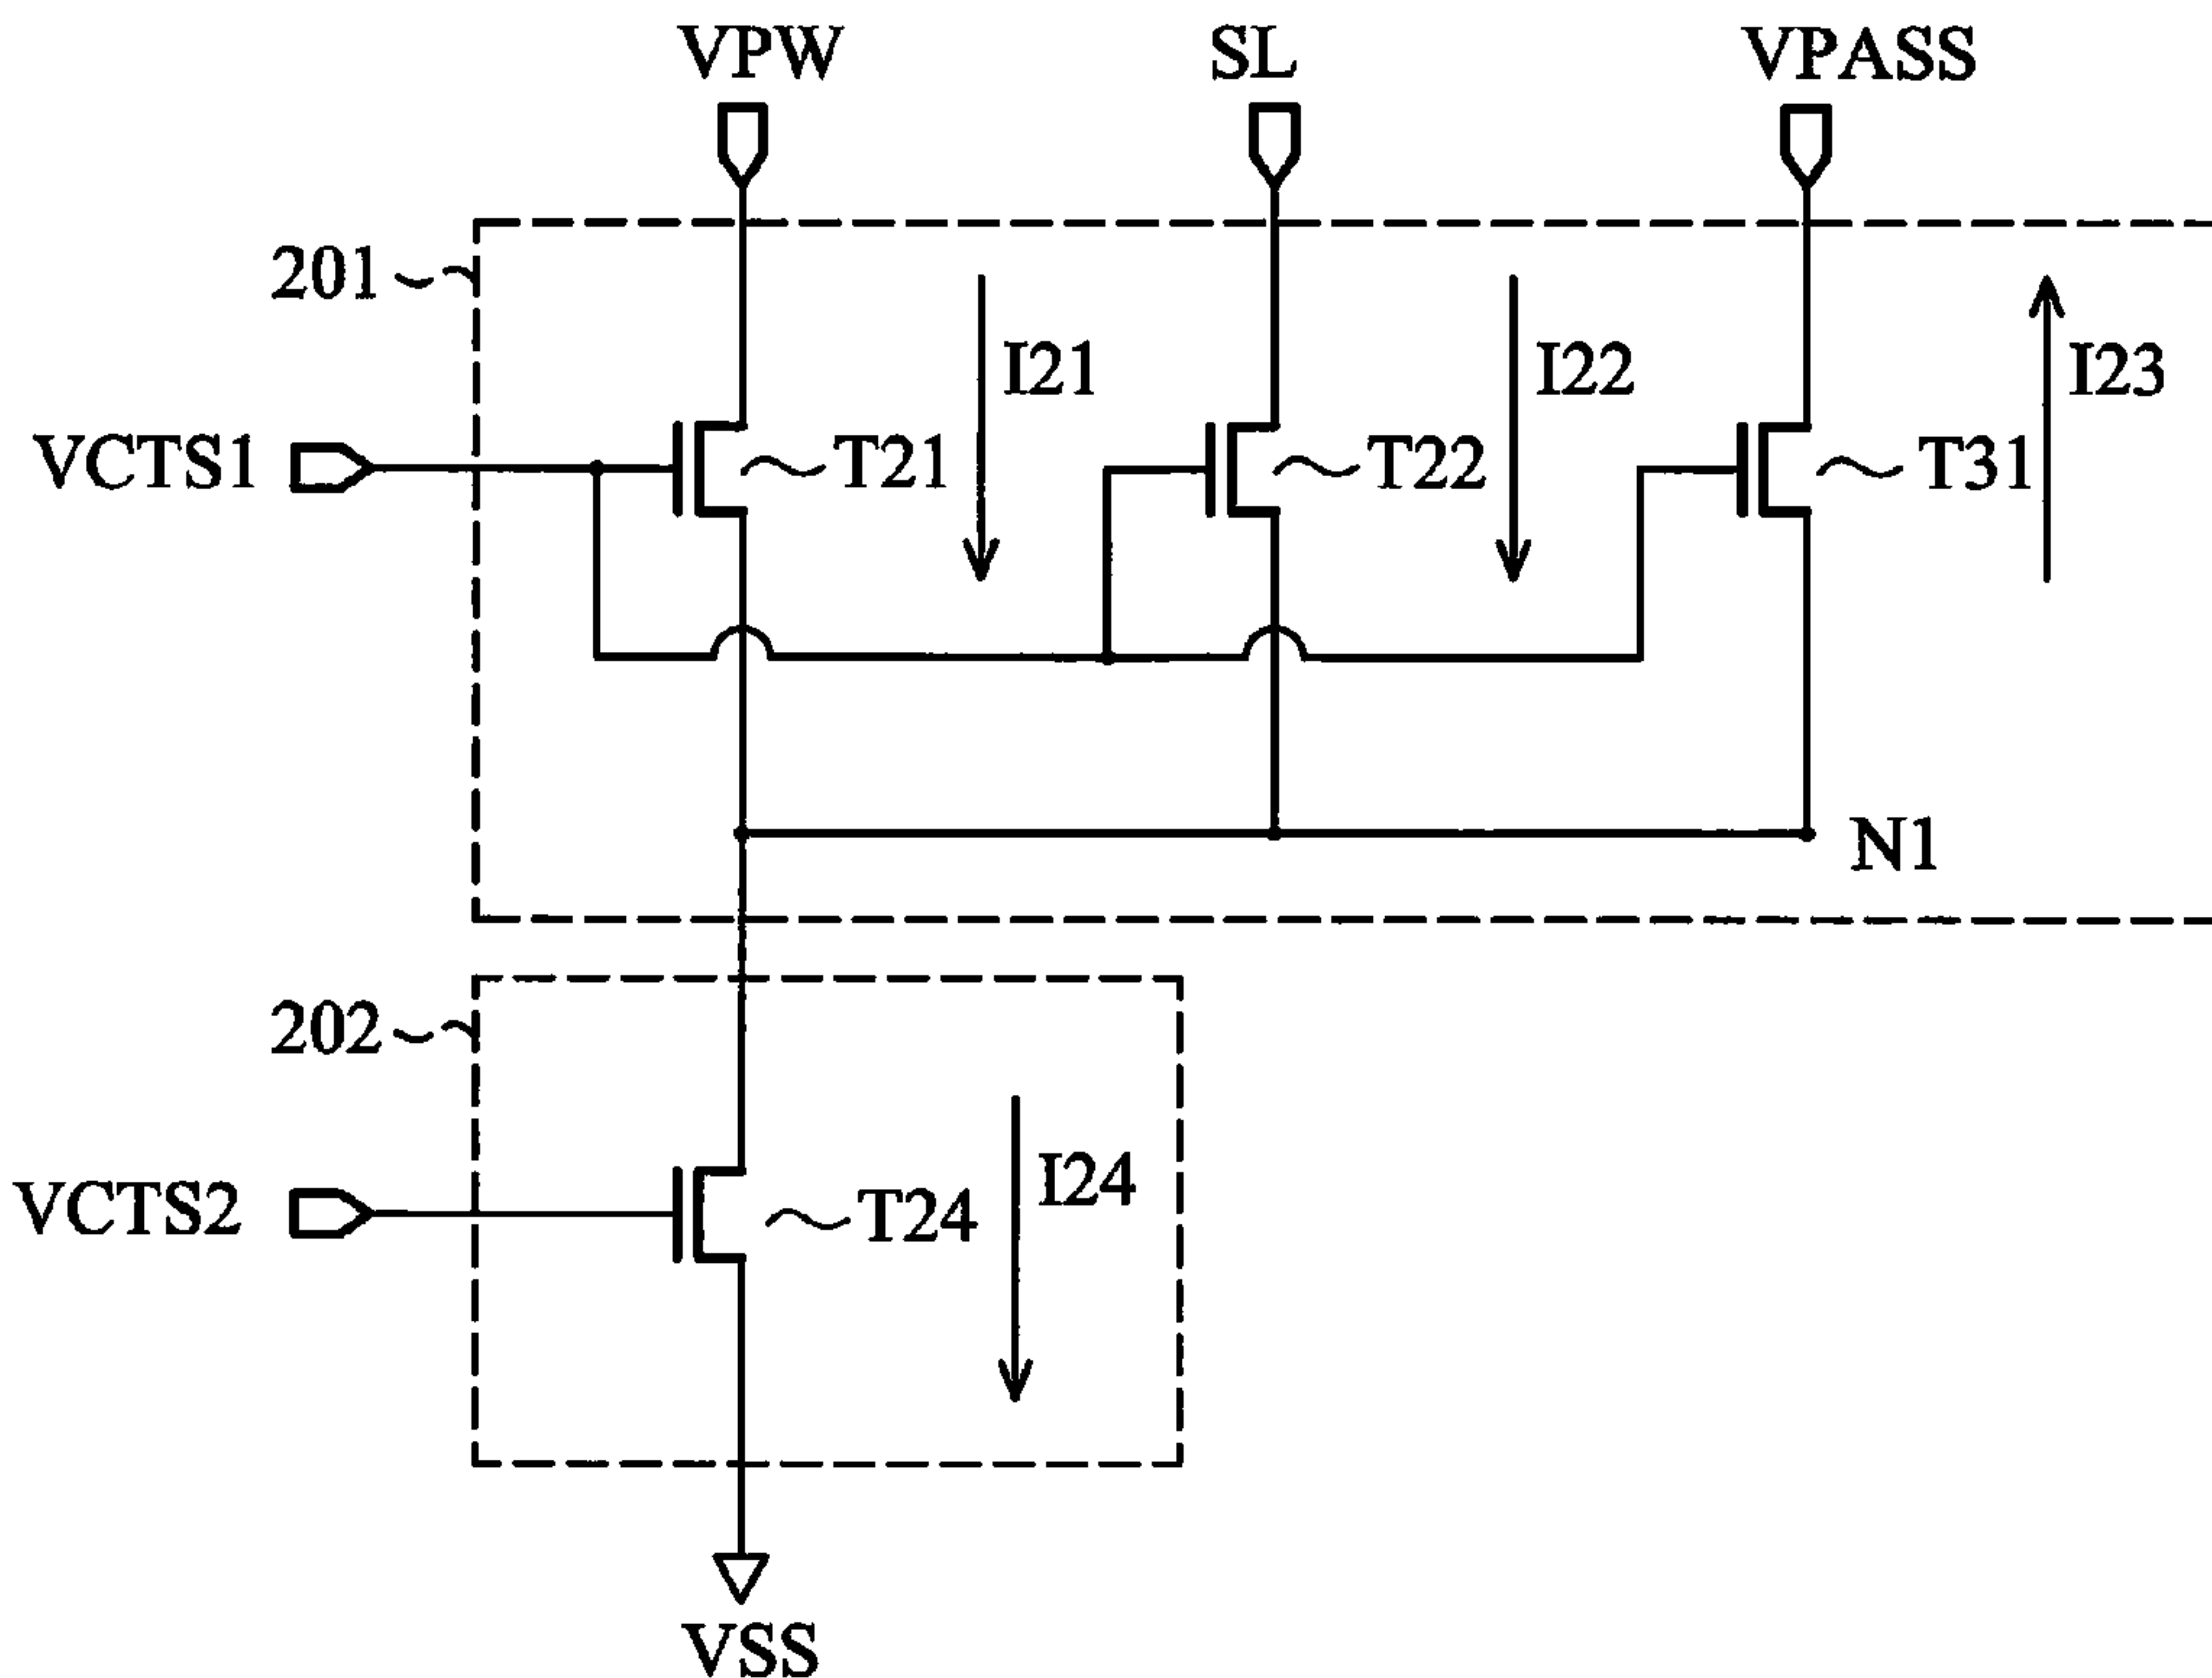 VPW SL VPASS
201
I21 I22 I23
VCTS1 T21 T22 T31
N1
202
I24
VCTS2 T24
VSS